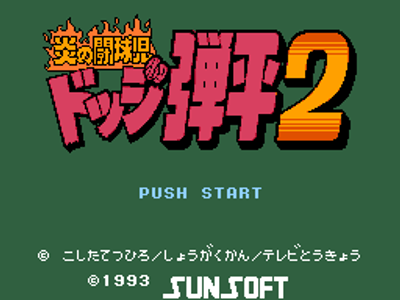 炎の闘球児
ドッジ弾平2
PUSH START
© こしたてつひろ/しょうがくかん/テレビとうきょう
©1993 SUNSOFT